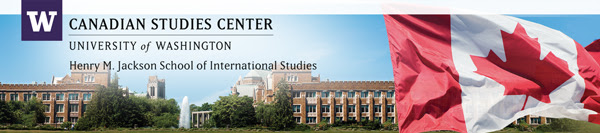 W
CANADIAN STUDIES CENTER
UNIVERSITY of WASHINGTON
Henry M. Jackson School of International Studies